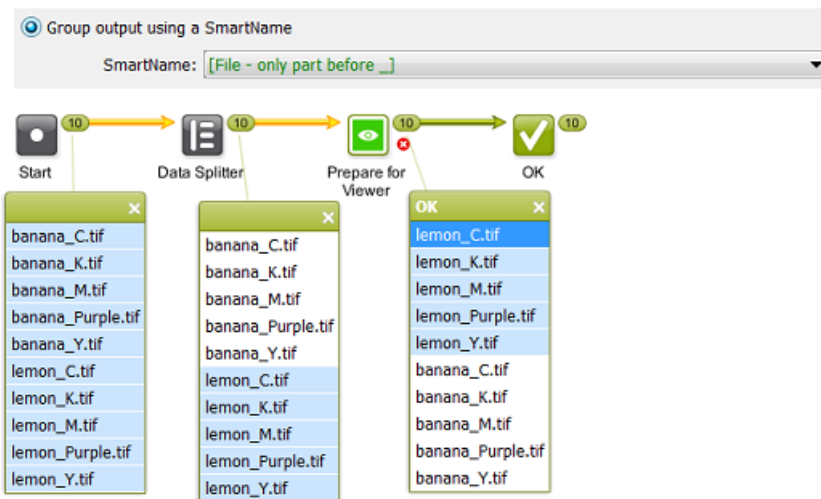 Group output using a SmartName
SmartName: [File - only part before _]
10
10
10
10
Start
Data Splitter
Prepare for
Viewer
OK
banana_C.tif
banana_K.tif
banana_M.tif
banana_Purple.tif
banana_Y.tif
lemon_C.tif
lemon_K.tif
lemon_M.tif
lemon_Purple.tif
lemon_Y.tif
banana_C.tif
banana_K.tif
banana_M.tif
banana_Purple.tif
banana_Y.tif
lemon_C.tif
lemon_K.tif
lemon_M.tif
lemon_Purple.tif
lemon_Y.tif
OK
lemon_C.tif
lemon_K.tif
lemon_M.tif
lemon_Purple.tif
lemon_Y.tif
banana_C.tif
banana_K.tif
banana_M.tif
banana_Purple.tif
banana_Y.tif